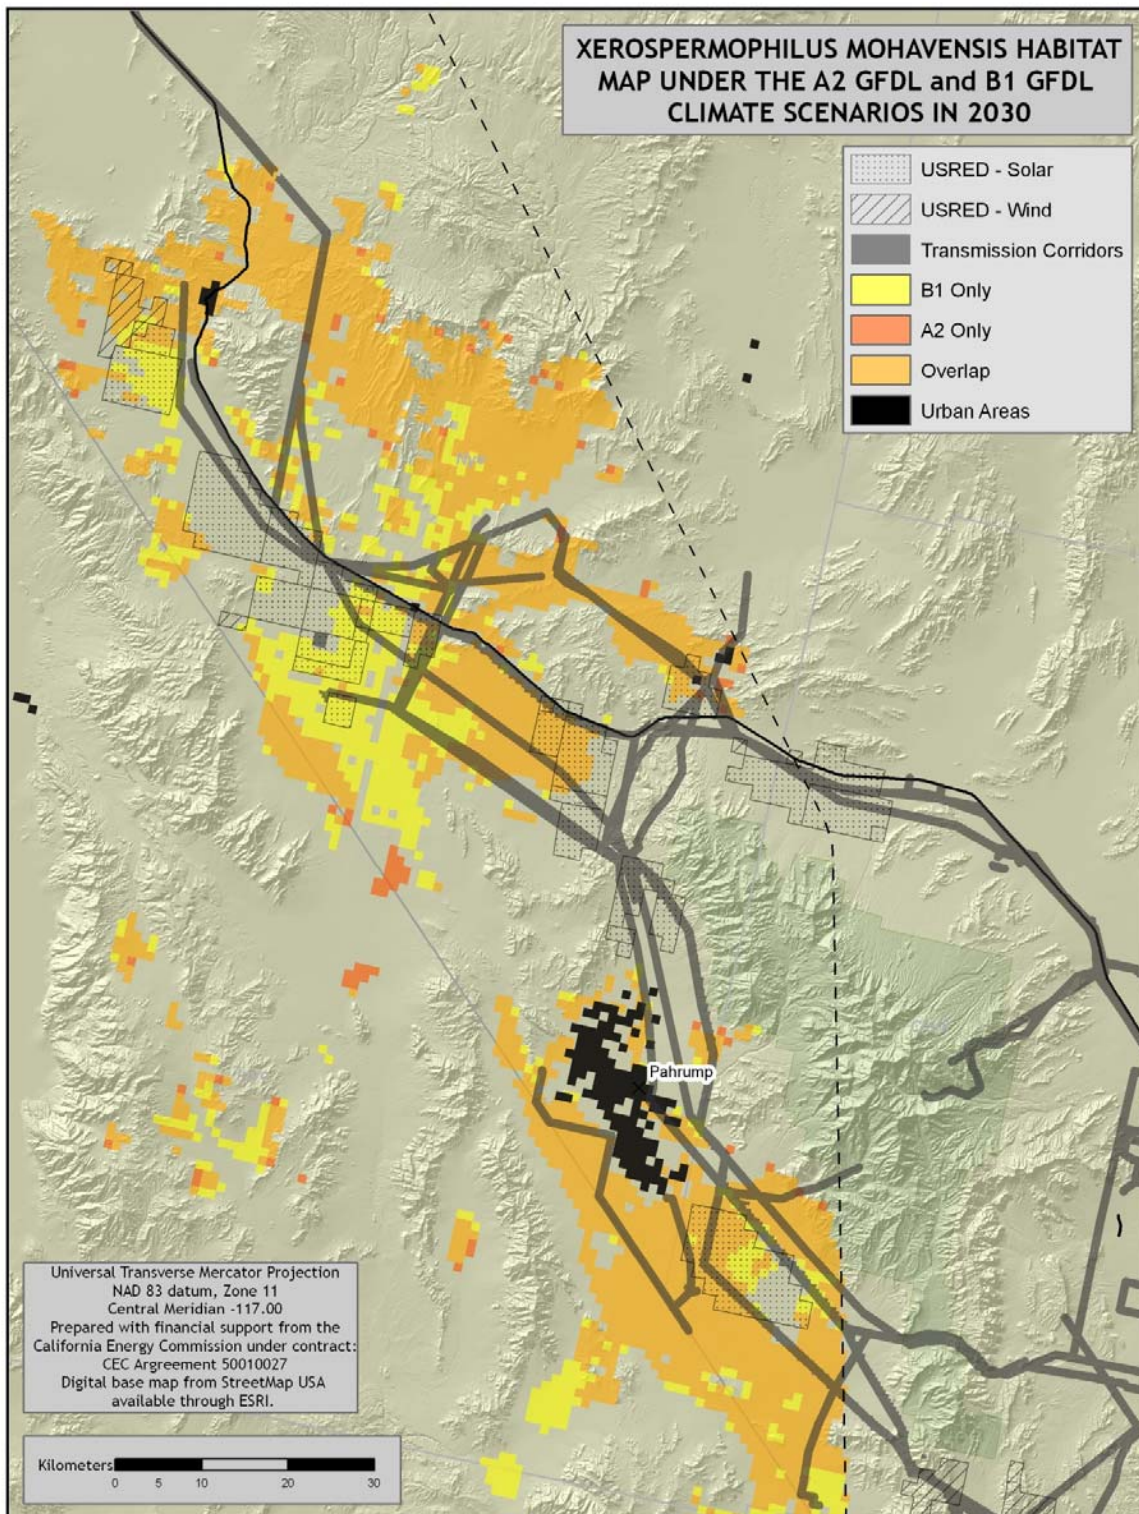 XEROSPERMOPHILUS MOHAVENSIS HABITAT
MAP UNDER THE A2 GFDL and B1 GFDL
CLIMATE SCENARIOS IN 2030
USRED - Solar
USRED - Wind
Transmission Corridors
B1 Only
A2 Only
Overlap
Urban Areas
Pahrump
Universal Transverse Mercator Projection
NAD 83 datum, Zone 11
Central Meridian -117.00
Prepared with financial support from the
California Energy Commission under contract:
CEC Argreement 50010027
Digital base map from StreetMap USA
available through ESRI.
Kilometers
0 5 10 20 30